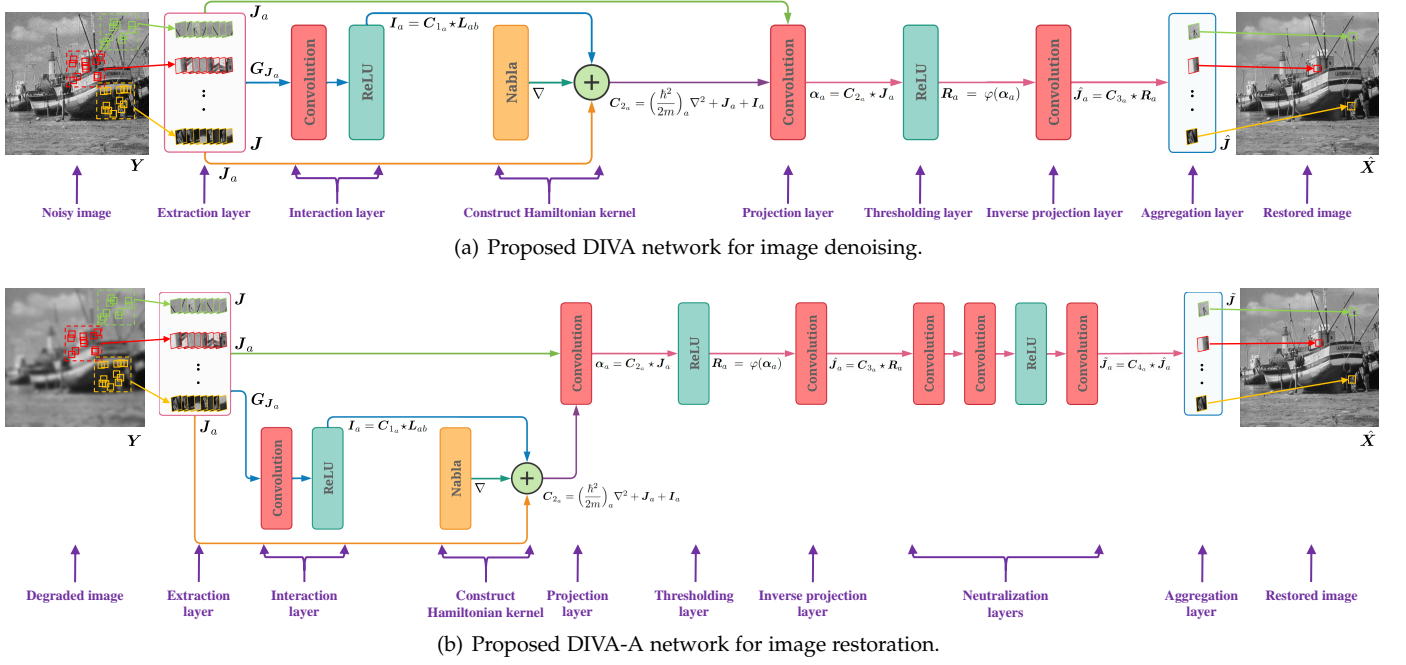 J_a
I_a = C_{1_a} ⋆ L_{ab}
G_{J_a}
Convolution
ReLU
Nabla
∇
+
C_{2_a} = (ℏ²/2m)_a ∇² + J_a + I_a
Convolution
α_a = C_{2_a} ⋆ J_a
ReLU
R_a = φ(α_a)
Convolution
Ĵ_a = C_{3_a} ⋆ R_a
J
Ĵ
Y
J_a
X̂
Noisy image
Extraction layer
Interaction layer
Construct Hamiltonian kernel
Projection layer
Thresholding layer
Inverse projection layer
Aggregation layer
Restored image
(a) Proposed DIVA network for image denoising.
J
J̃
Convolution
α_a = C_{2_a} ⋆ J_a
ReLU
R_a = φ(α_a)
Convolution
Ĵ_a = C_{3_a} ⋆ R_a
Convolution
Convolution
ReLU
Convolution
J̃_a = C_{4_a} ⋆ Ĵ_a
G_{J_a}
Y
J_a
X̂
I_a = C_{1_a} ⋆ L_{ab}
Convolution
ReLU
Nabla
∇
+
C_{2_a} = (ℏ²/2m)_a ∇² + J_a + I_a
Degraded image
Extraction
layer
Interaction
layer
Construct
Hamiltonian kernel
Projection
layer
Thresholding
layer
Inverse projection
layer
Neutralization
layers
Aggregation
layer
Restored image
(b) Proposed DIVA-A network for image restoration.